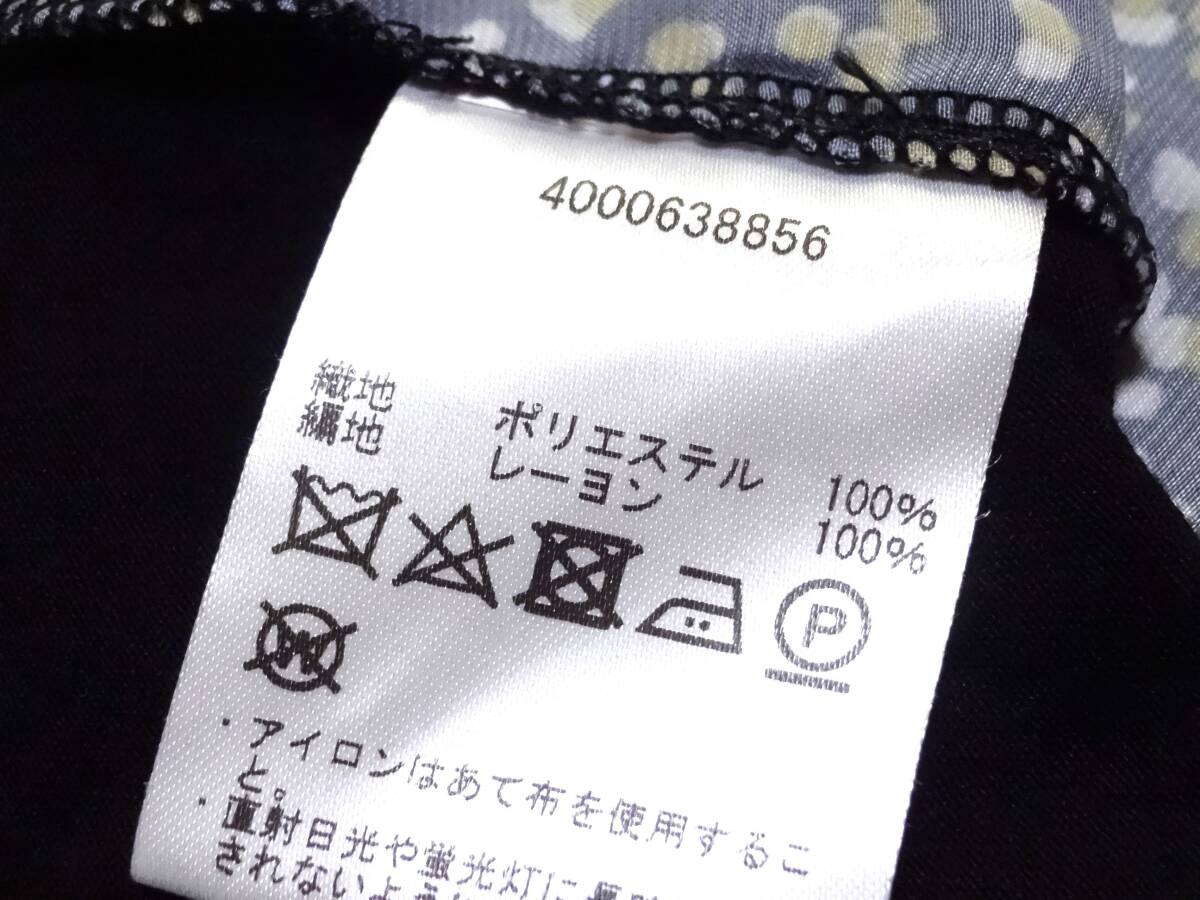 4000638856
織地 ポリエステル 100%
編地 レーヨン 100%
P
W
・アイロンはあて布を使用するこ
と。
・直射日光や蛍光灯に長時
されないよう